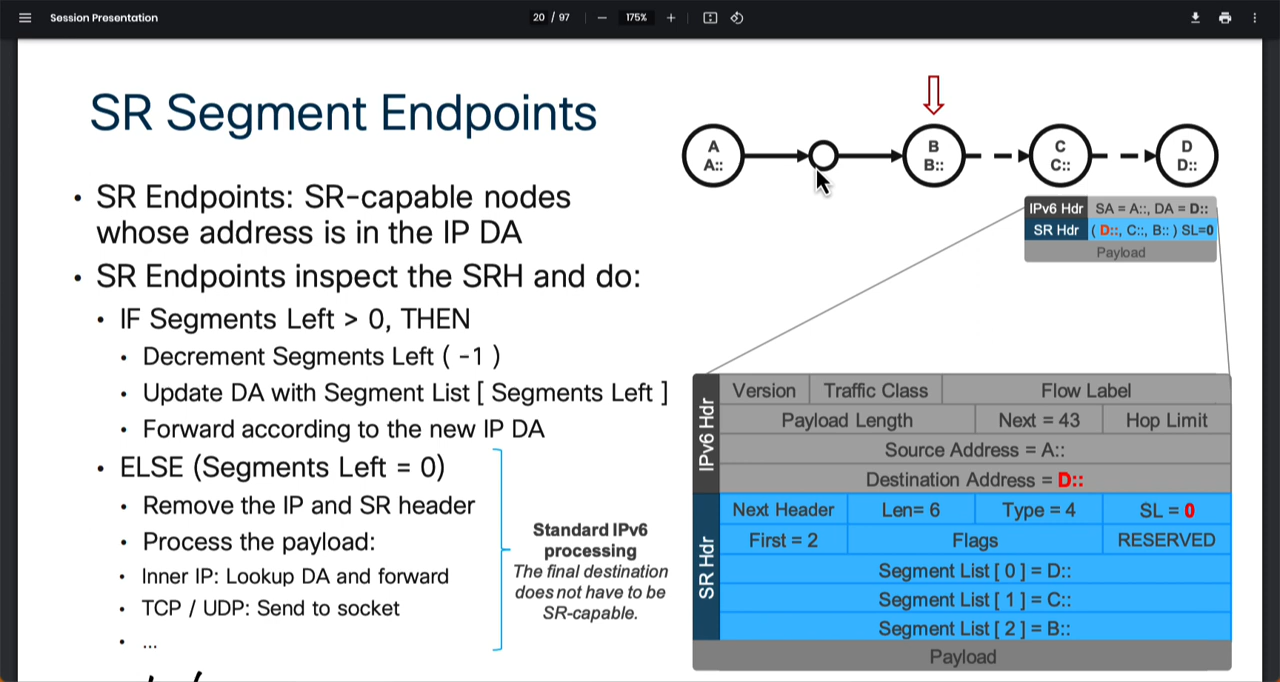 Session Presentation
20 / 97
175%
SR Segment Endpoints
• SR Endpoints: SR-capable nodes
whose address is in the IP DA
• SR Endpoints inspect the SRH and do:
• IF Segments Left > 0, THEN
• Decrement Segments Left ( -1 )
• Update DA with Segment List [ Segments Left ]
• Forward according to the new IP DA
• ELSE (Segments Left = 0)
• Remove the IP and SR header
• Process the payload:
• Inner IP: Lookup DA and forward
• TCP / UDP: Send to socket
• ...
Standard IPv6
processing
The final destination
does not have to be
SR-capable.
A
A::
B
B::
C
C::
D
D::
IPv6 Hdr SA = A::, DA = D::
SR Hdr ( D::, C::, B:: ) SL=0
Payload
IPv6 Hdr
Version Traffic Class Flow Label
Payload Length Next = 43 Hop Limit
Source Address = A::
Destination Address = D::
SR Hdr
Next Header Len= 6 Type = 4 SL = 0
First = 2 Flags RESERVED
Segment List [ 0 ] = D::
Segment List [ 1 ] = C::
Segment List [ 2 ] = B::
Payload